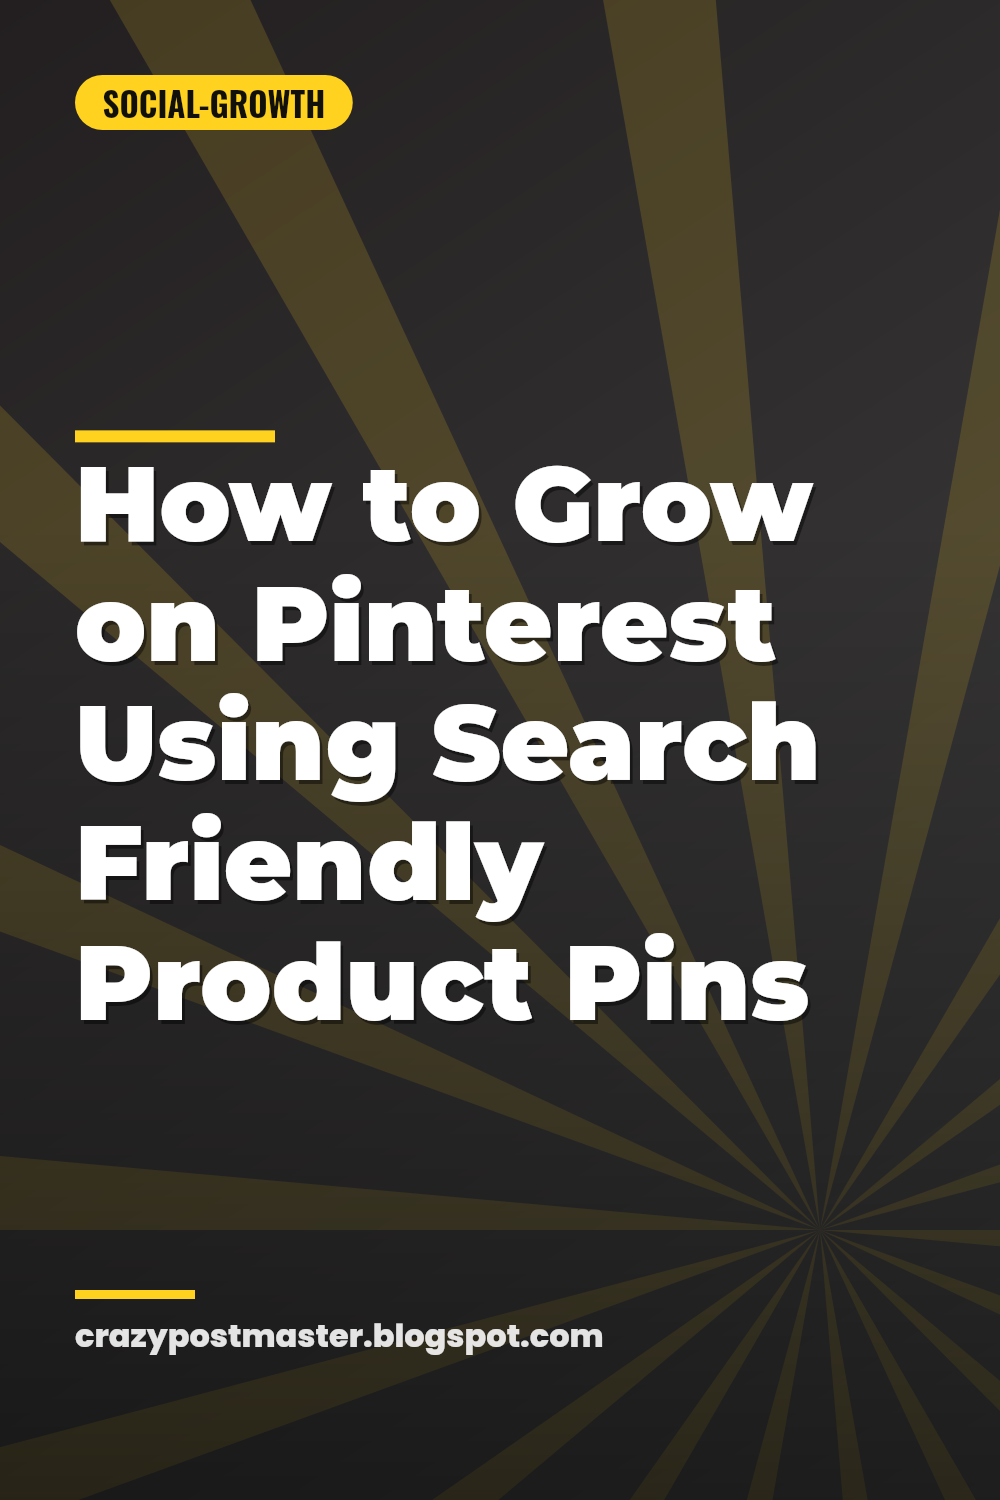 SOCIAL-GROWTH
How to Grow
on Pinterest
Using Search
Friendly
Product Pins
crazypostmaster.blogspot.com